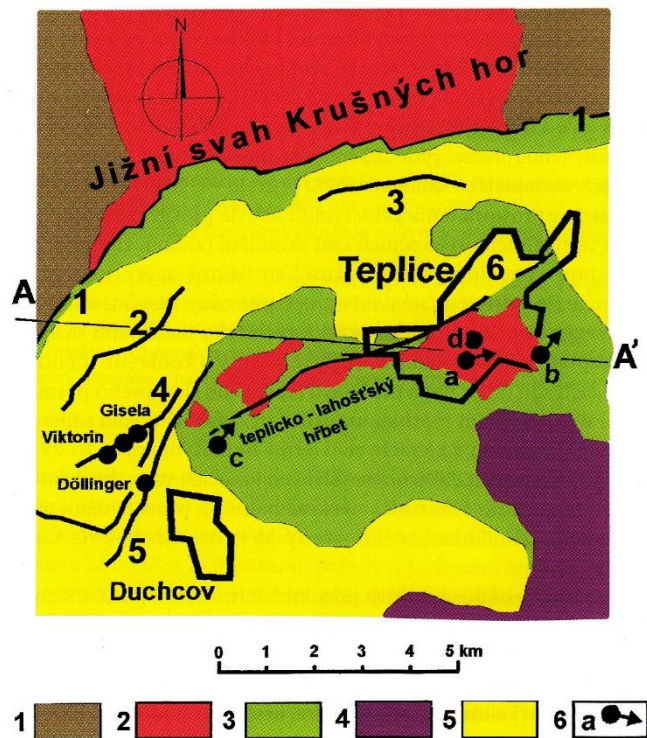 N
Jižní svah Krušných hor
1
3
Teplice
6
A
1
2
d
a
b
A'
4
Gisela
Viktorin
teplicko - lahošťský
hřbet
C
Döllinger
5
Duchcov
0 1 2 3 4 5 km
1 2 3 4 5 6 a